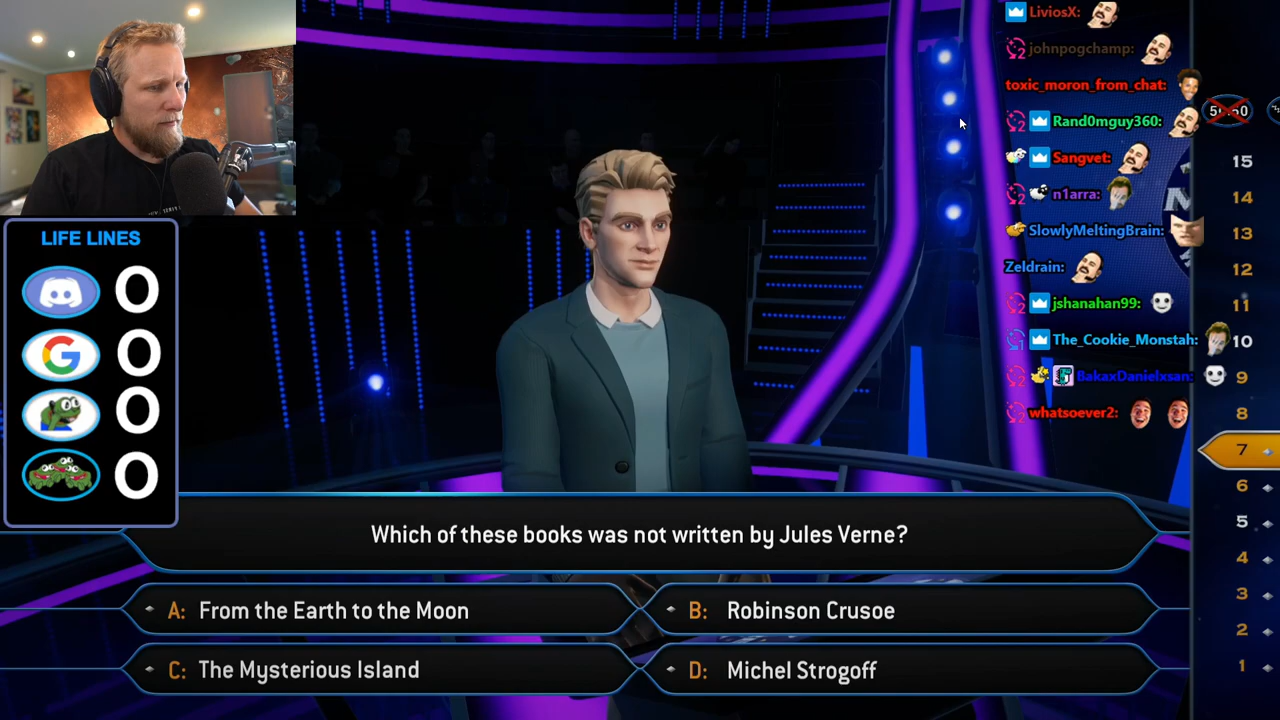 LiviosX:
johnpogchamp:
toxic_moron_from_chat:
Rand0mguy360:
Sangvet:
n1arra:
SlowlyMeltingBrain:
Zeldrain:
jshanahan99:
The_Cookie_Monstah:
BakaxDanielxsan:
whatsoever2:
15
14
13
12
11
10
9
8
7
6
5
4
3
2
1
LIFE LINES
0
0
0
0
Which of these books was not written by Jules Verne?
A: From the Earth to the Moon
B: Robinson Crusoe
C: The Mysterious Island
D: Michel Strogoff